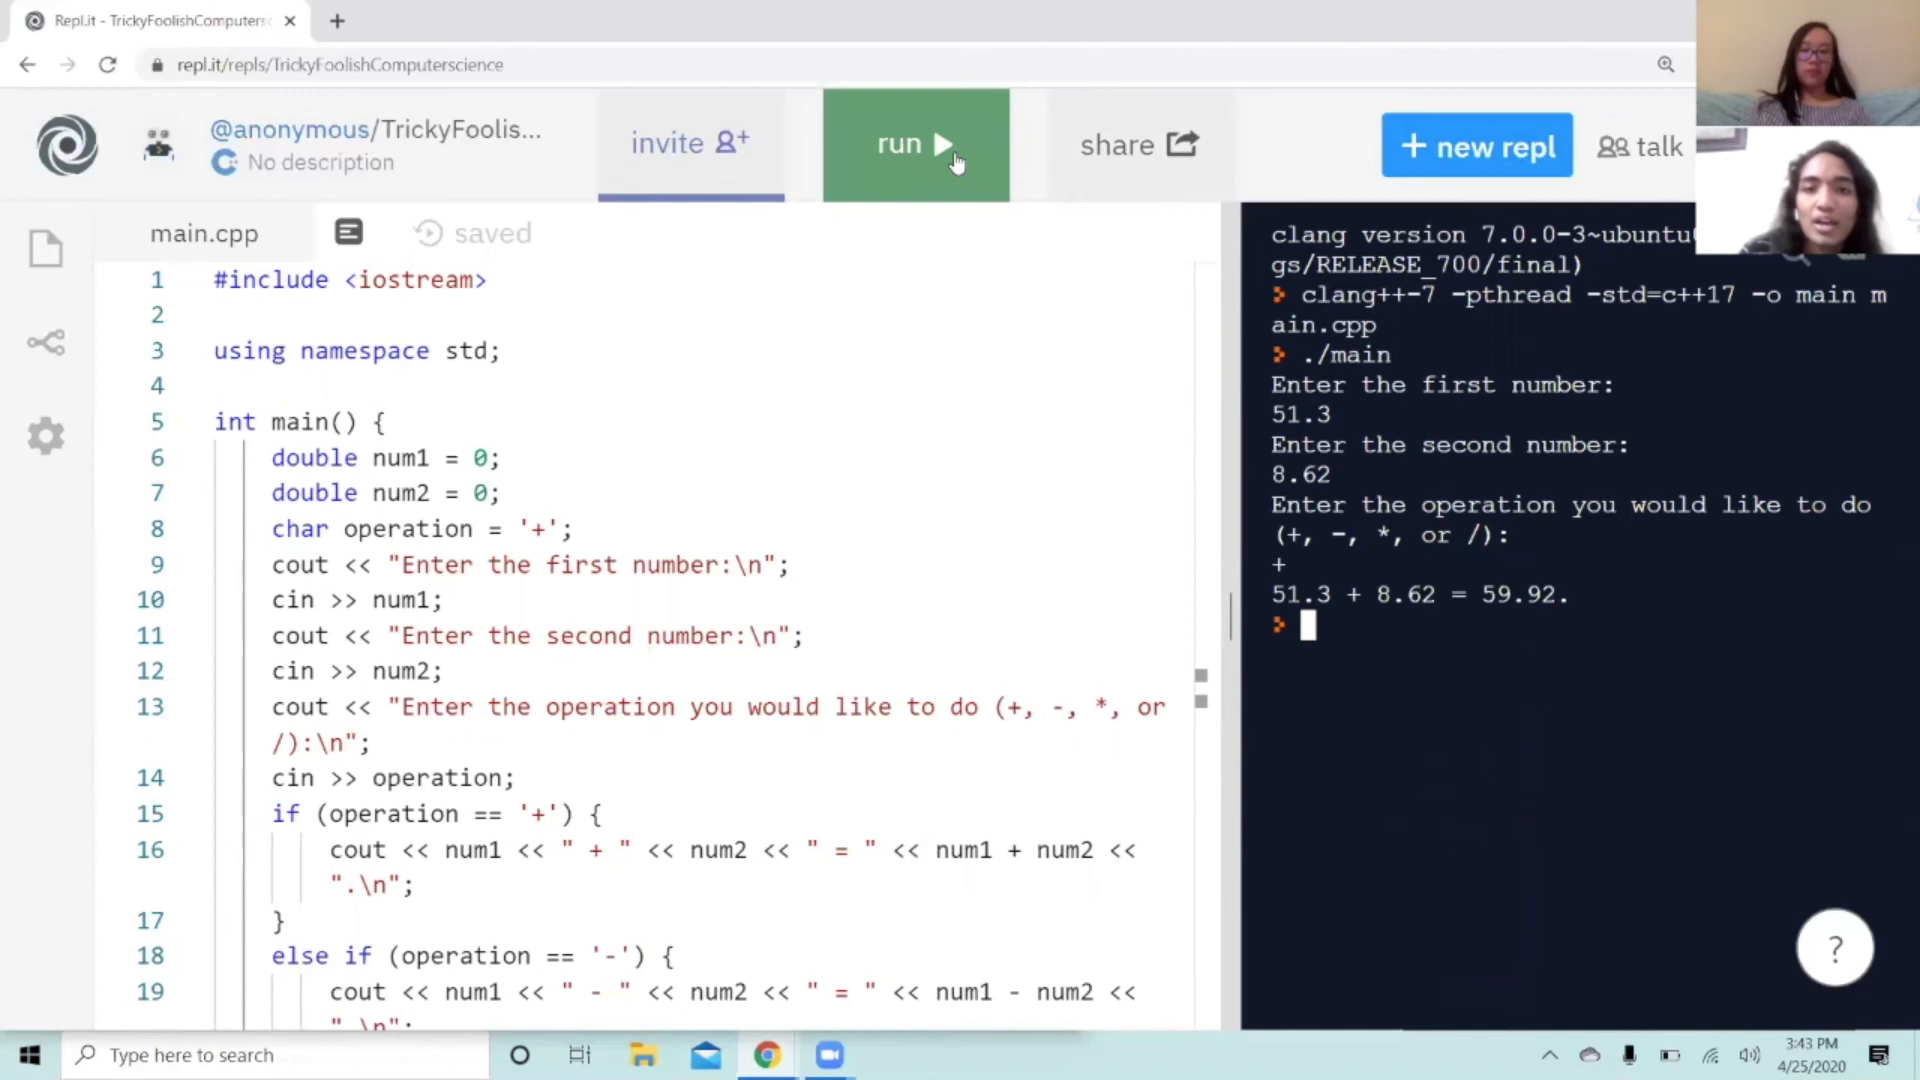 Repl.it - TrickyFoolishComputers
repl.it/repls/TrickyFoolishComputerscience
@anonymous/TrickyFoolis...
No description
invite
run
share
+ new repl
talk
main.cpp
saved
1 #include <iostream>
2
3 using namespace std;
4
5 int main() {
6 double num1 = 0;
7 double num2 = 0;
8 char operation = '+';
9 cout << "Enter the first number:\n";
10 cin >> num1;
11 cout << "Enter the second number:\n";
12 cin >> num2;
13 cout << "Enter the operation you would like to do (+, -, *, or
/):\n";
14 cin >> operation;
15 if (operation == '+') {
16 cout << num1 << " + " << num2 << " = " << num1 + num2 <<
".\n";
17 }
18 else if (operation == '-') {
19 cout << num1 << " - " << num2 << " = " << num1 - num2 <<
".\n";
clang version 7.0.0-3~ubuntu
gs/RELEASE_700/final)
> clang++-7 -pthread -std=c++17 -o main m
ain.cpp
> ./main
Enter the first number:
51.3
Enter the second number:
8.62
Enter the operation you would like to do
(+, -, *, or /):
+
51.3 + 8.62 = 59.92.
>
?
Type here to search
3:43 PM
4/25/2020